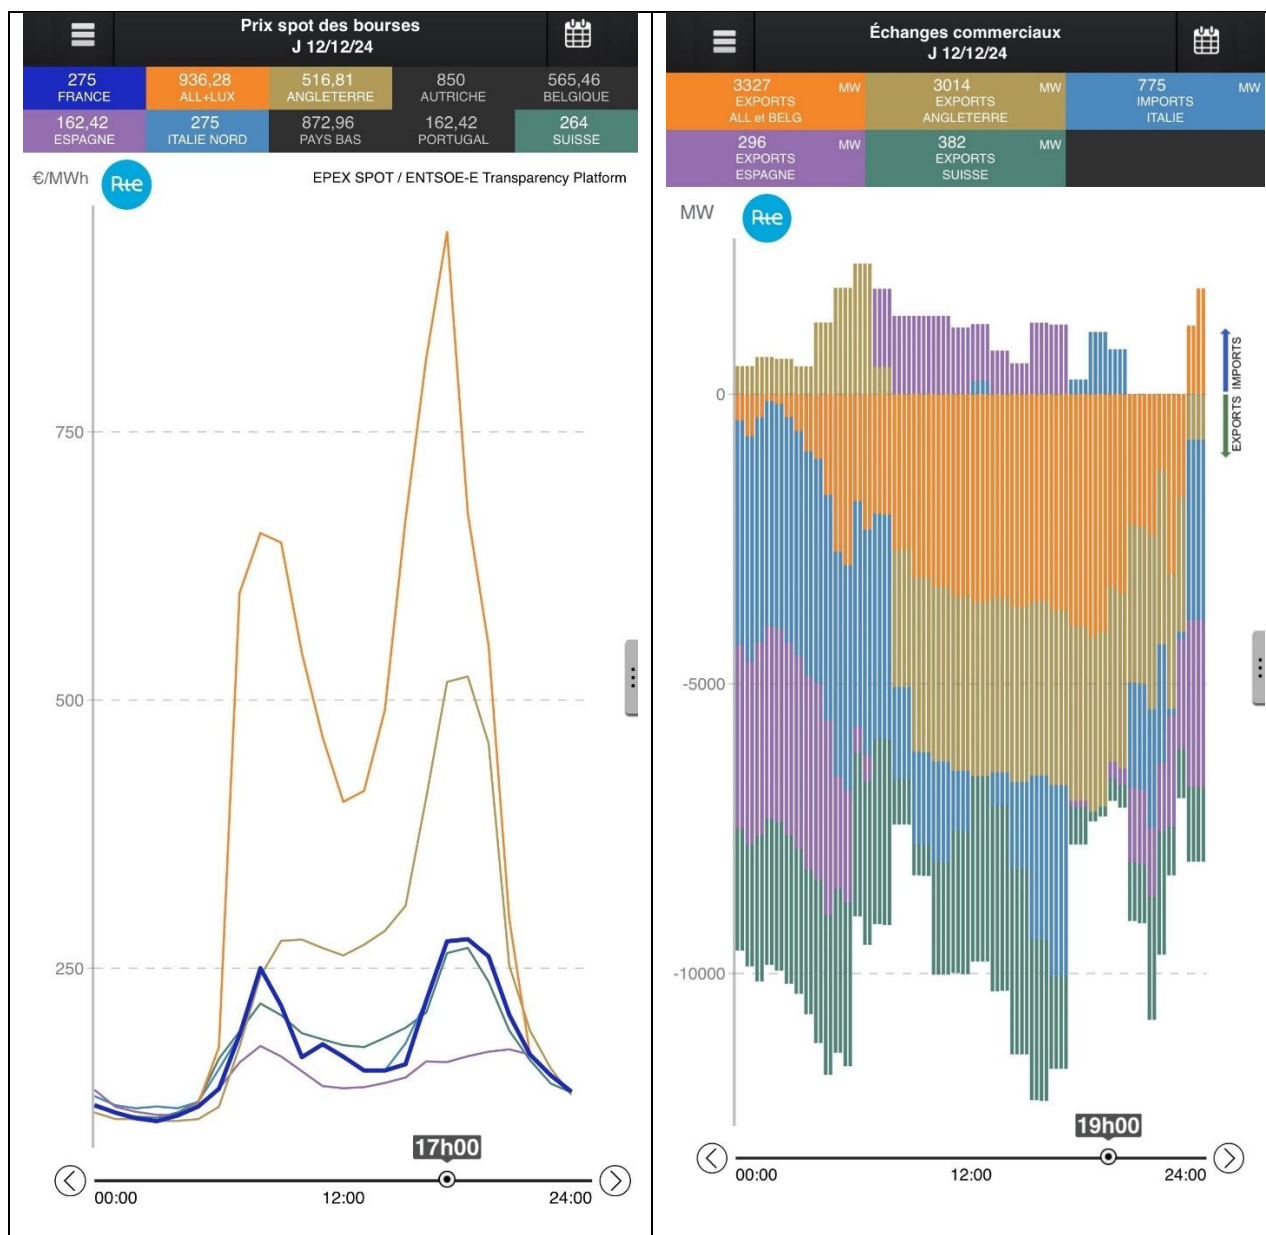 Prix spot des bourses
J 12/12/24
275
FRANCE
936,28
ALL+LUX
516,81
ANGLETERRE
850
AUTRICHE
565,46
BELGIQUE
162,42
ESPAGNE
275
ITALIE NORD
872,96
PAYS BAS
162,42
PORTUGAL
264
SUISSE
€/MWh
Rte
EPEX SPOT / ENTSOE-E Transparency Platform
750
500
250
17h00
00:00
12:00
24:00
Échanges commerciaux
J 12/12/24
3327 MW
EXPORTS
ALL et BELG
3014 MW
EXPORTS
ANGLETERRE
775 MW
IMPORTS
ITALIE
296 MW
EXPORTS
ESPAGNE
382 MW
EXPORTS
SUISSE
MW
Rte
0
-5000
-10000
IMPORTS
EXPORTS
19h00
00:00
12:00
24:00